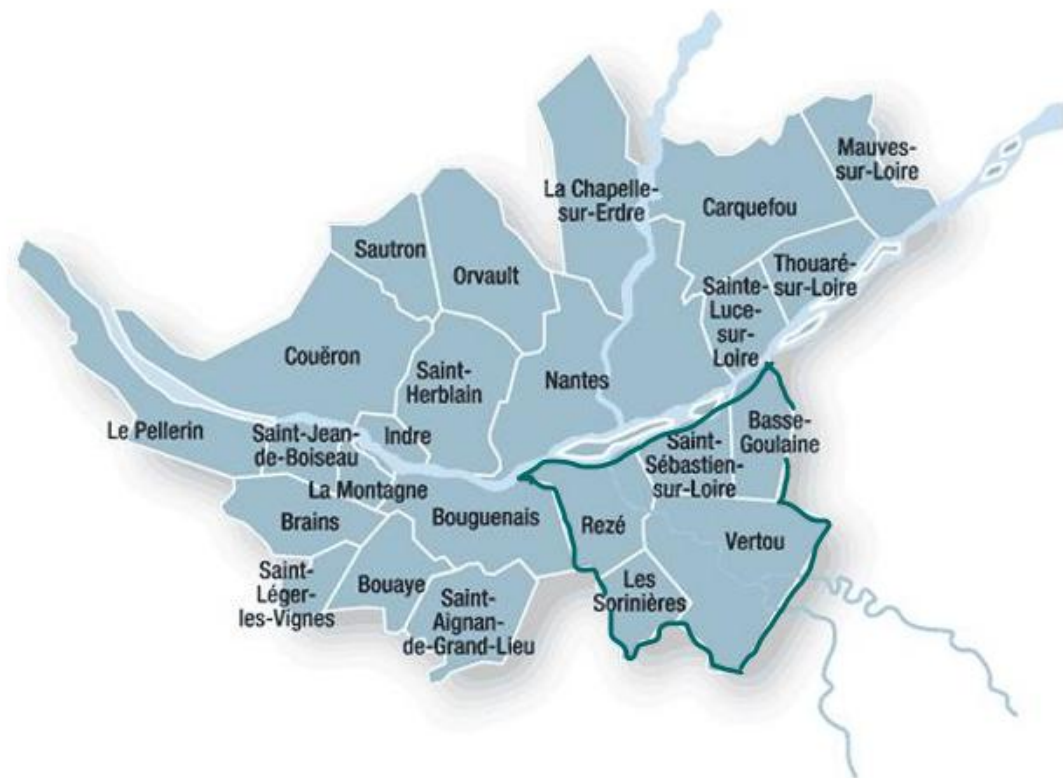 Mauves-
sur-Loire
La Chapelle-
sur-Erdre
Carquefou
Sautron
Orvault
Thouaré-
sur-Loire
Sainte-
Luce-
sur-
Loire
Couëron
Saint-
Herblain
Nantes
Le Pellerin
Saint-Jean-
de-Boiseau
Indre
Basse-
Goulaine
Saint-
Sébastien-
sur-Loire
La Montagne
Brains
Bouguenais
Rezé
Vertou
Saint-
Léger-
les-Vignes
Bouaye
Les
Sorinières
Saint-
Aignan-
de-Grand-Lieu